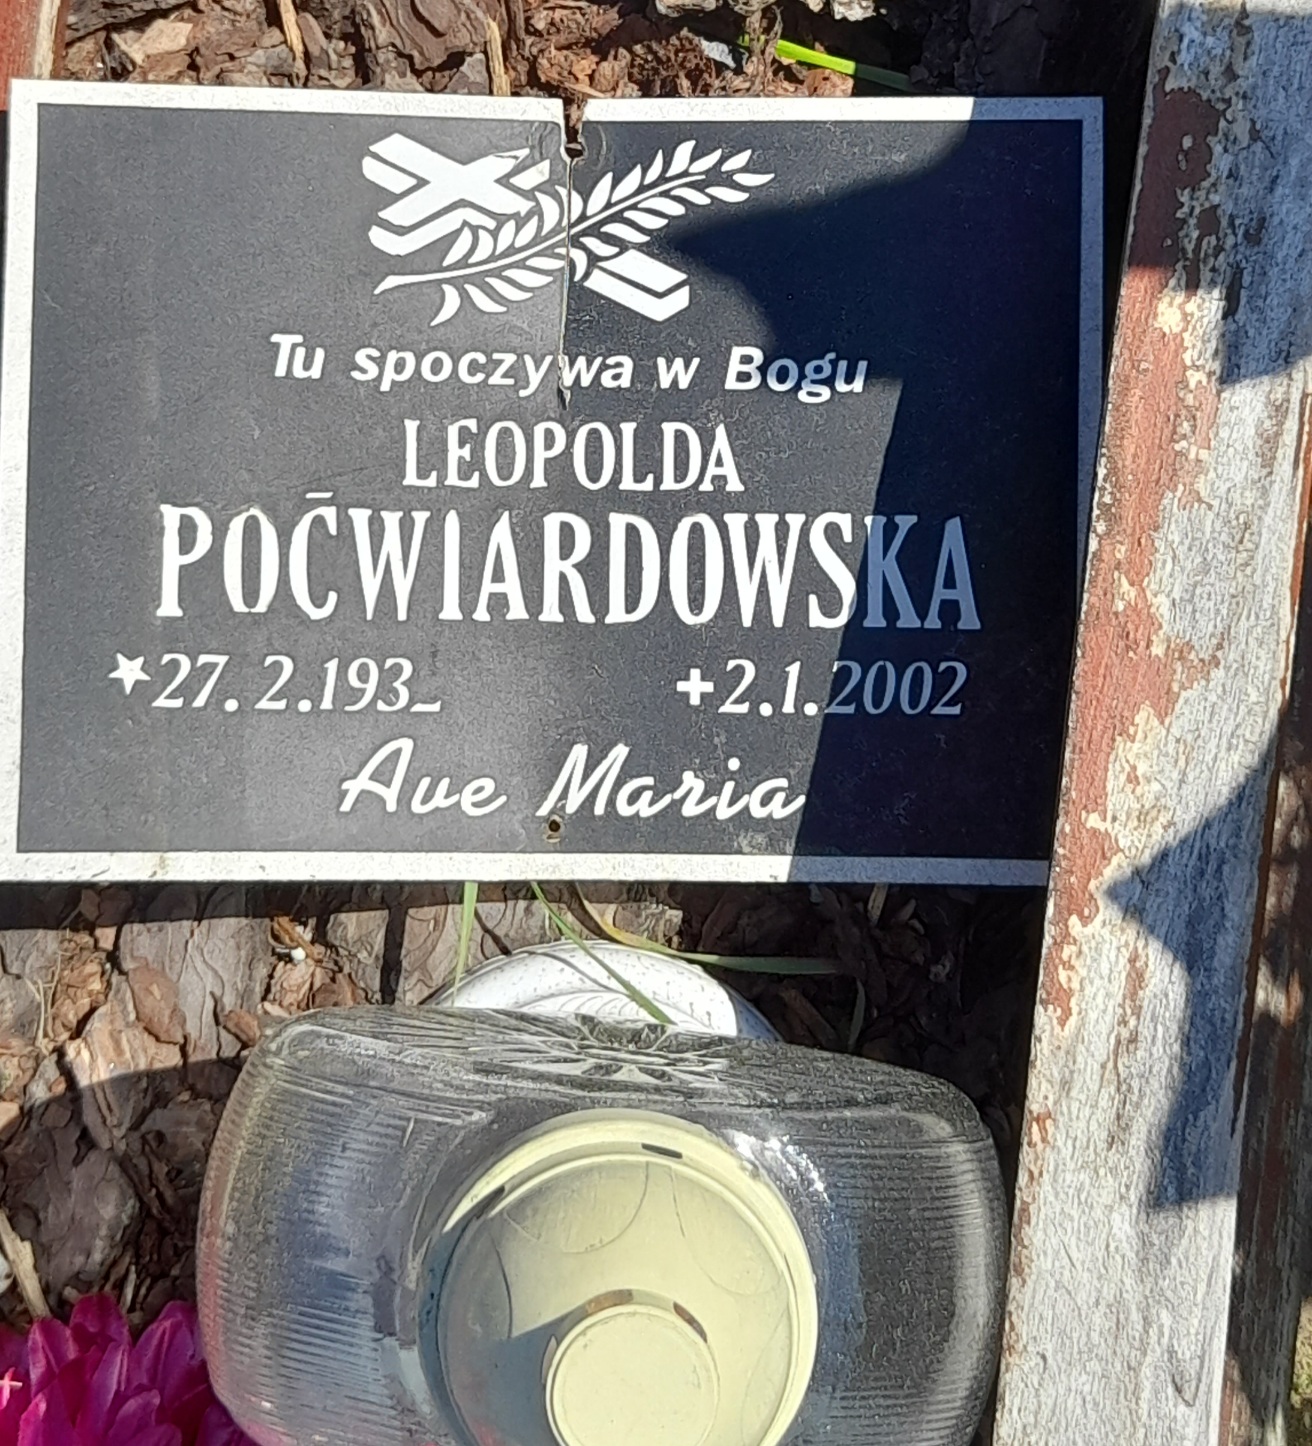 Tu spoczywa w Bogu
LEOPOLDA
POĆWIARDOWSKA
★27.2.193_ +2.1.2002
Ave Maria